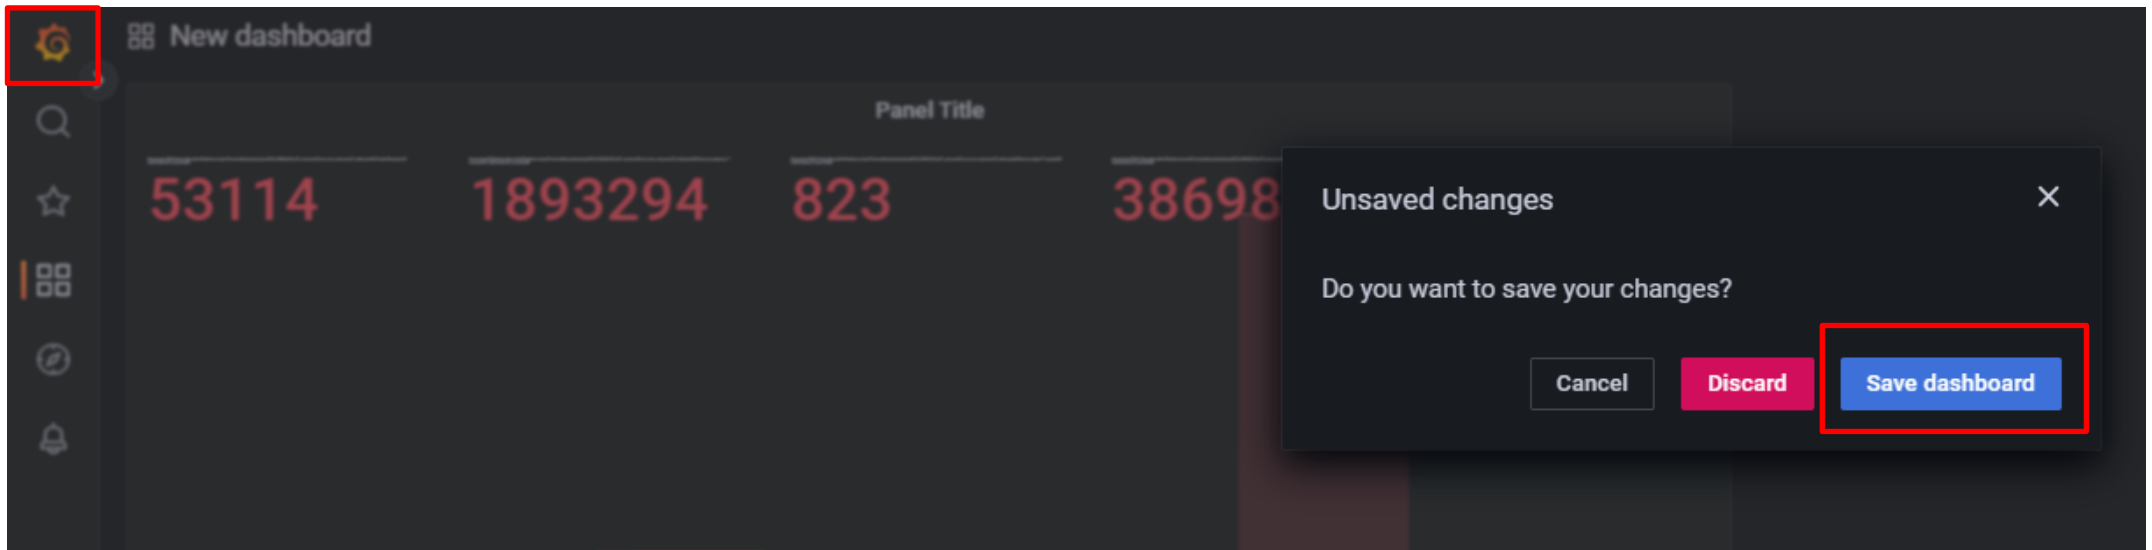 New dashboard
Panel Title
53114 1893294 823 38698
Unsaved changes
Do you want to save your changes?
Cancel Discard Save dashboard